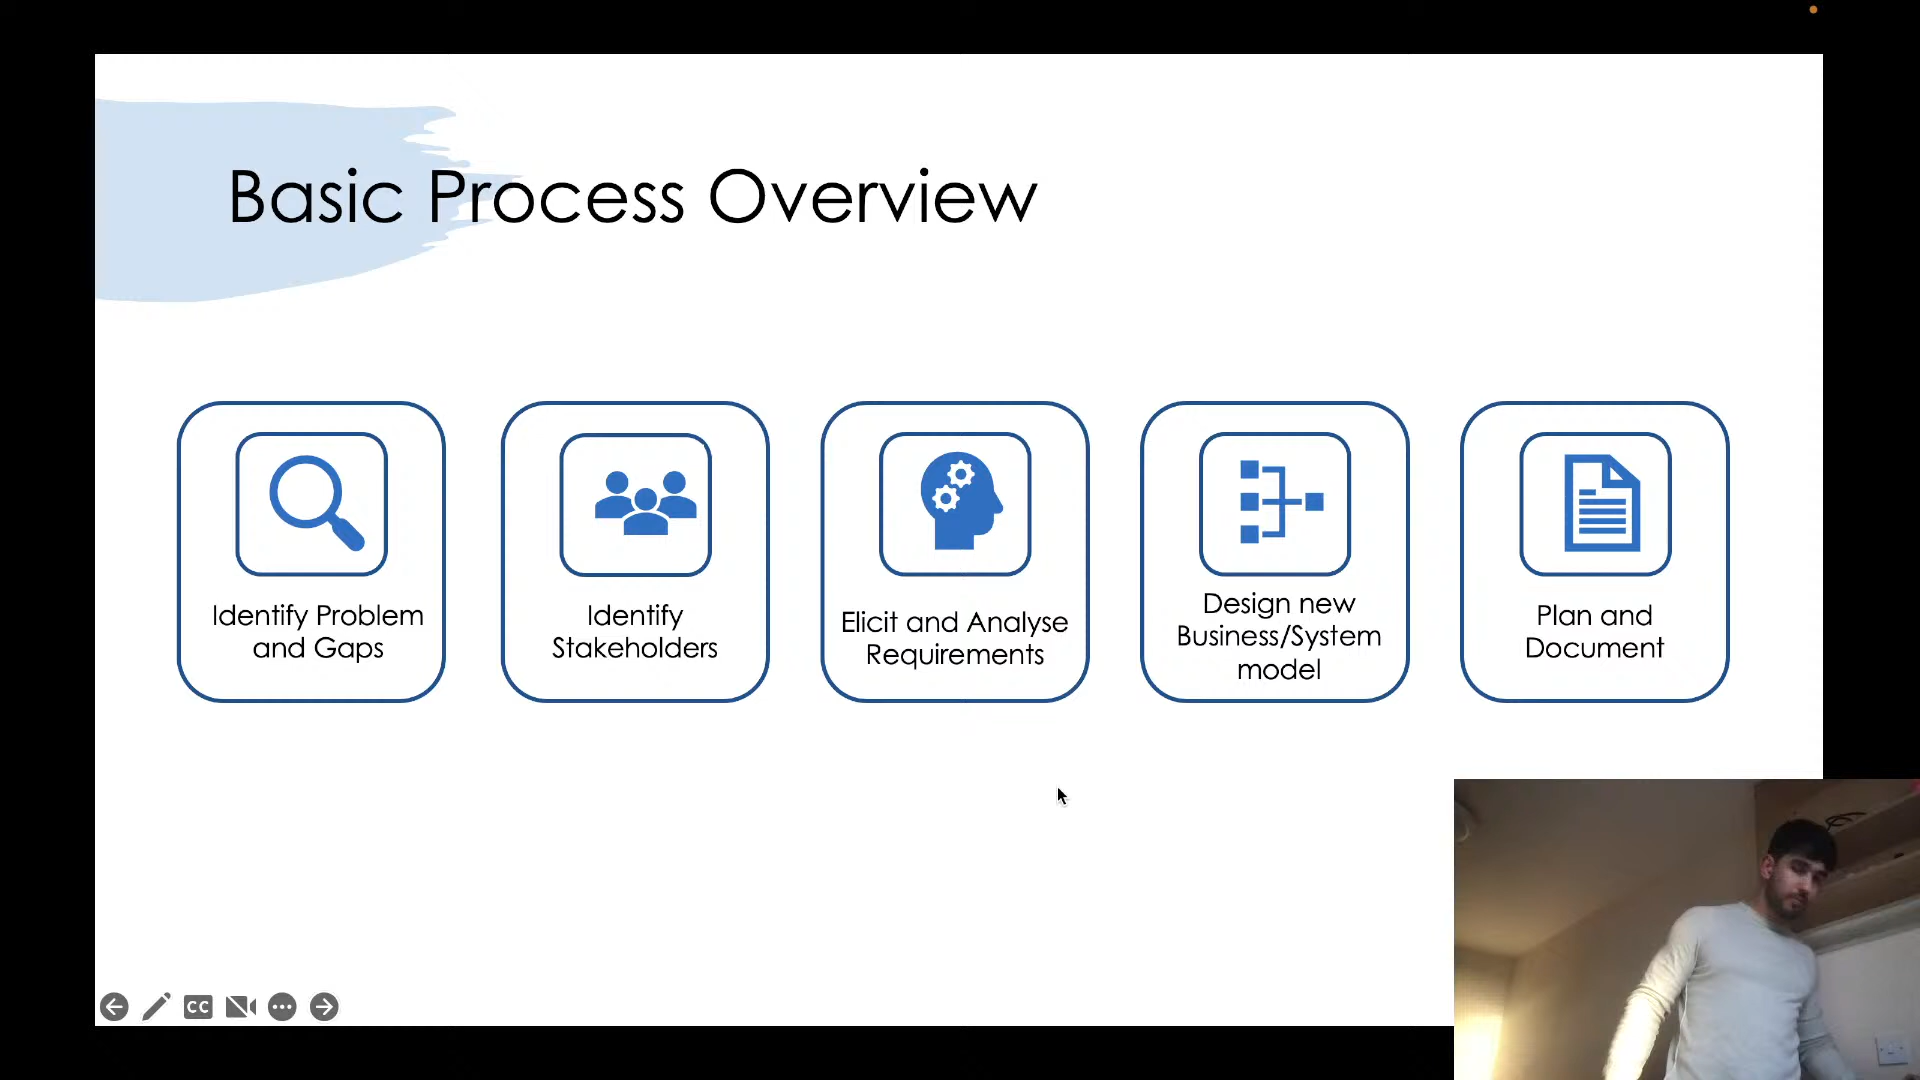 Basic Process Overview
Identify Problem
and Gaps
Identify
Stakeholders
Elicit and Analyse
Requirements
Design new
Business/System
model
Plan and
Document
CC